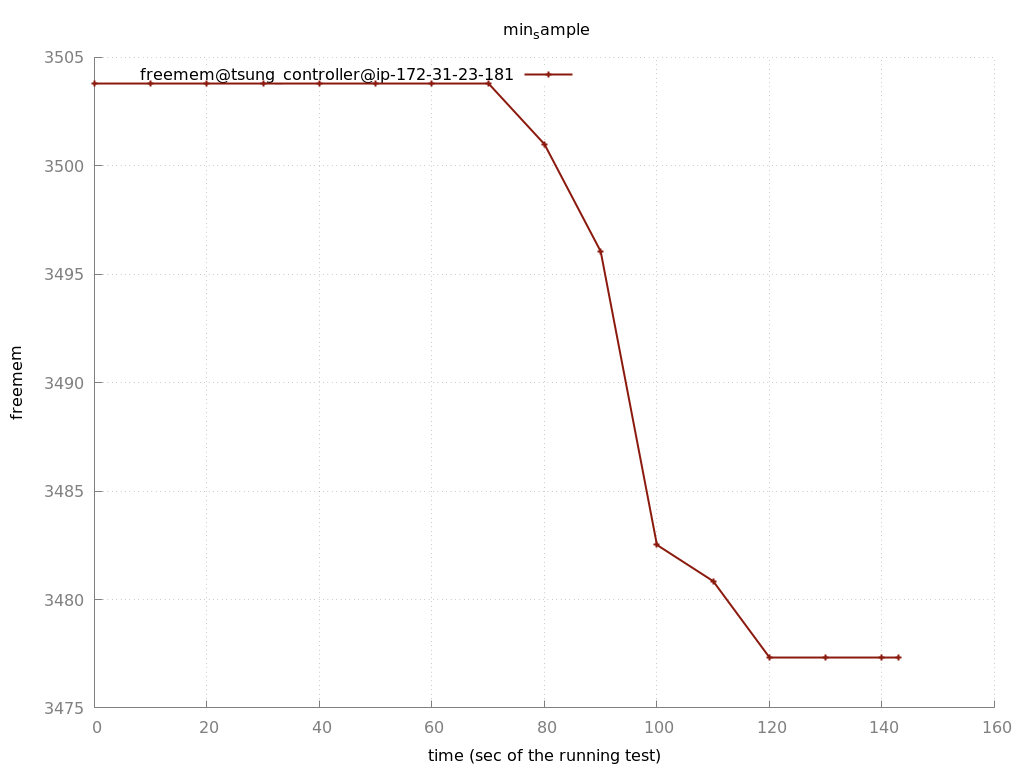 min_sample
3505
freemem@tsung_controller@ip-172-31-23-181
3500
3495
3490
3485
3480
3475
freemem
0 20 40 60 80 100 120 140 160
time (sec of the running test)